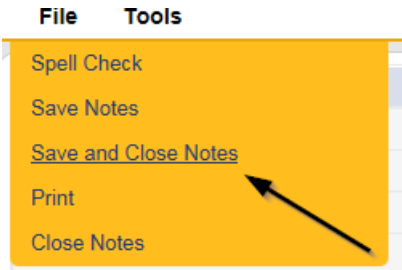 File Tools
Spell Check
Save Notes
Save and Close Notes
Print
Close Notes